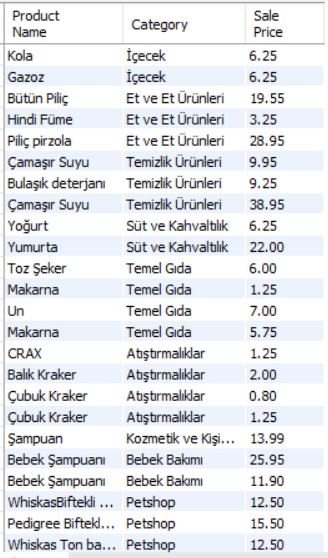 Product Name Category Sale Price
Kola İçecek 6.25
Gazoz İçecek 6.25
Bütün Piliç Et ve Et Ürünleri 19.55
Hindi Füme Et ve Et Ürünleri 3.25
Piliç pirzola Et ve Et Ürünleri 28.95
Çamaşır Suyu Temizlik Ürünleri 9.95
Bulaşık deterjanı Temizlik Ürünleri 9.25
Çamaşır Suyu Temizlik Ürünleri 38.95
Yoğurt Süt ve Kahvaltılık 6.25
Yumurta Süt ve Kahvaltılık 22.00
Toz Şeker Temel Gıda 6.00
Makarna Temel Gıda 1.25
Un Temel Gıda 7.00
Makarna Temel Gıda 5.75
CRAX Atıştırmalıklar 1.25
Balık Kraker Atıştırmalıklar 2.00
Çubuk Kraker Atıştırmalıklar 0.80
Çubuk Kraker Atıştırmalıklar 1.25
Şampuan Kozmetik ve Kişi... 13.99
Bebek Şampuanı Bebek Bakımı 25.95
Bebek Şampuanı Bebek Bakımı 11.90
WhiskasBiftekli ... Petshop 12.50
Pedigree Biftekl... Petshop 15.50
Whiskas Ton ba... Petshop 12.50